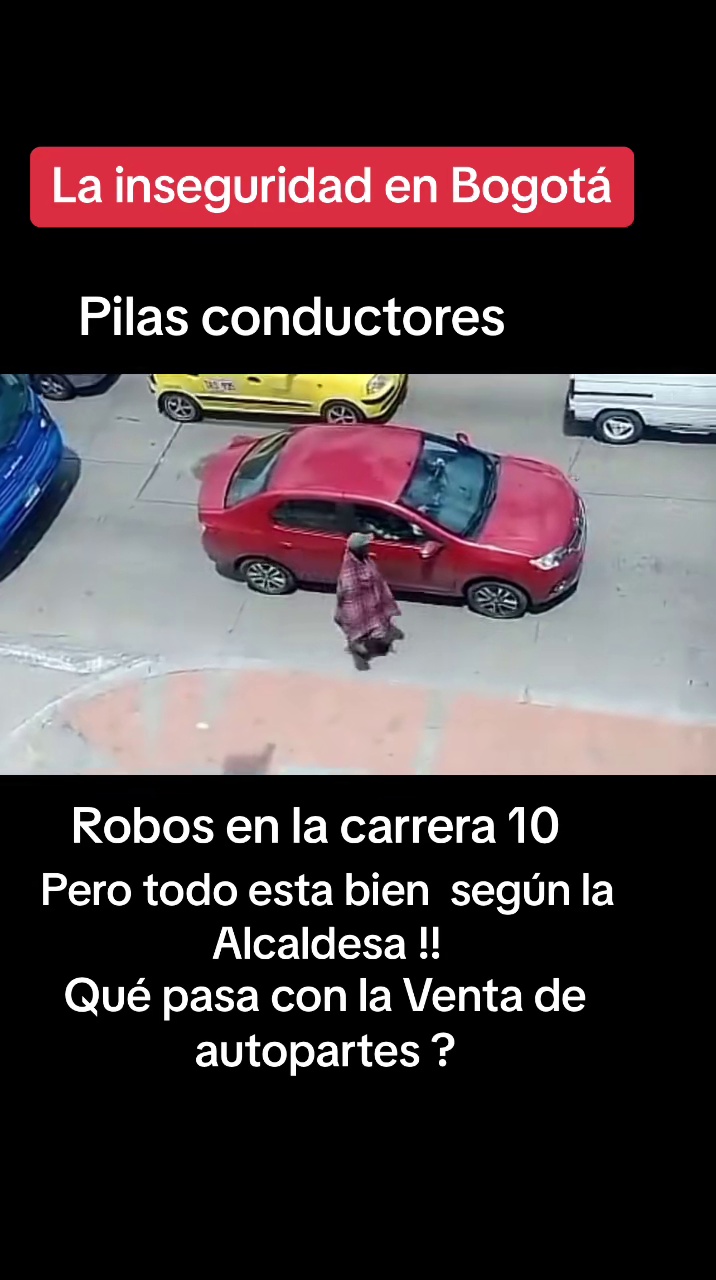 La inseguridad en Bogotá
Pilas conductores
Robos en la carrera 10
Pero todo esta bien  según la
Alcaldesa !!
Qué pasa con la Venta de
autopartes ?